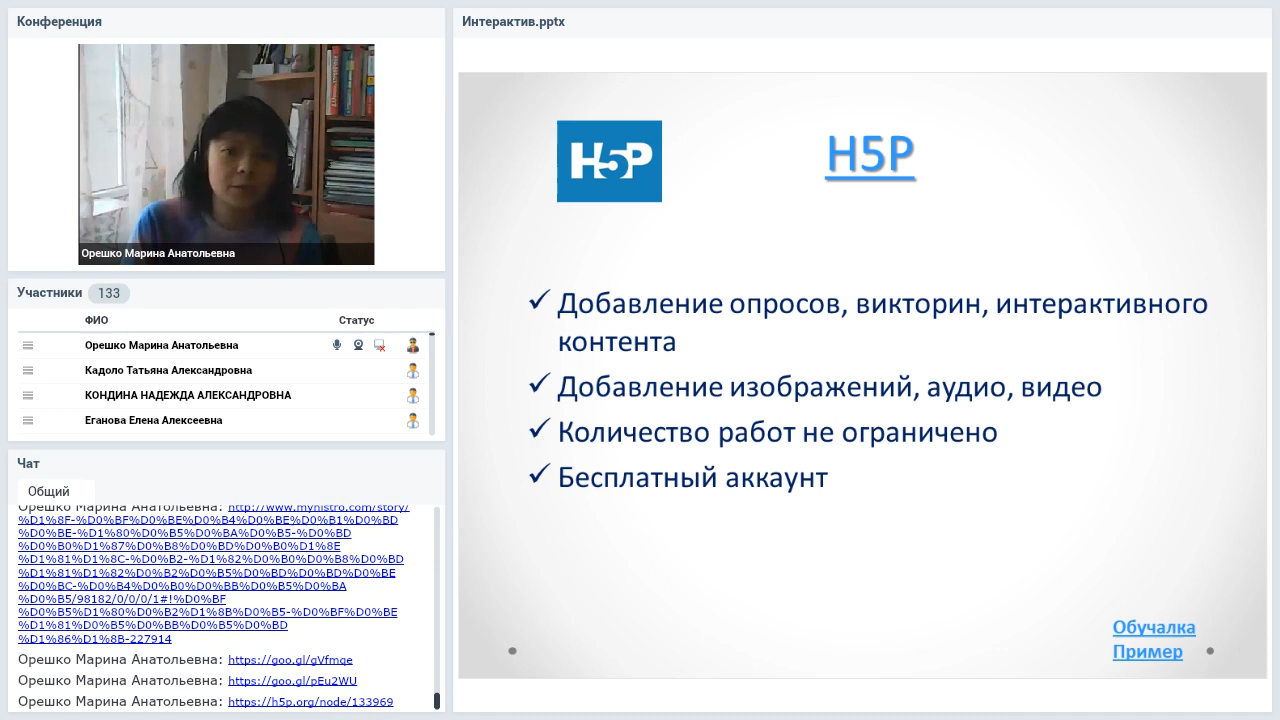 Конференция
Орешко Марина Анатольевна
Участники 133
ФИО Статус
Орешко Марина Анатольевна
Кадоло Татьяна Александровна
КОНДИНА НАДЕЖДА АЛЕКСАНДРОВНА
Еганова Елена Алексеевна
Чат
Общий
Орешко Марина Анатольевна: http://www.myhistro.com/story/
%D1%8F-%D0%BF%D0%BE%D0%B4%D0%BE%D0%B1%D0%BD
%D0%BE-%D1%80%D0%B5%D0%BA%D0%B5-%D0%BD
%D0%B0%D1%87%D0%B8%D0%BD%D0%B0%D1%8E
%D1%81%D1%8C-%D0%B2-%D1%82%D0%B0%D0%B8%D0%BD
%D1%81%D1%82%D0%B2%D0%B5%D0%BD%D0%BD%D0%BE
%D0%BC-%D0%B4%D0%B0%D0%BB%D0%B5%D0%BA
%D0%B5/98182/0/0/0/1#!%D0%BF
%D0%B5%D1%80%D0%B2%D1%8B%D0%B5-%D0%BF%D0%BE
%D1%81%D0%B5%D0%BB%D0%B5%D0%BD
%D1%86%D1%8B-227914
Орешко Марина Анатольевна: https://goo.gl/gVfmqe
Орешко Марина Анатольевна: https://goo.gl/pEu2WU
Орешко Марина Анатольевна: https://h5p.org/node/133969
Интерактив.pptx
H5P
H5P
Добавление опросов, викторин, интерактивного
контента
Добавление изображений, аудио, видео
Количество работ не ограничено
Бесплатный аккаунт
Обучалка
Пример